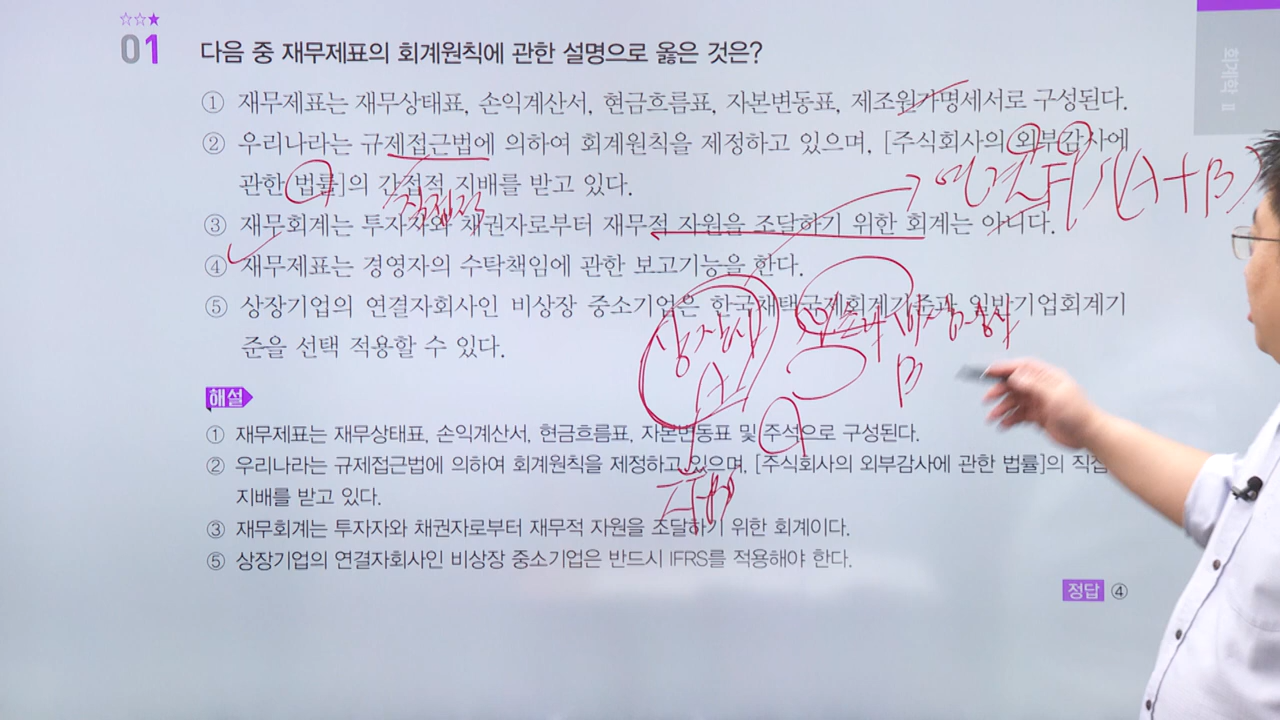 ☆☆★
01 다음 중 재무제표의 회계원칙에 관한 설명으로 옳은 것은?
회계학 Ⅱ
① 재무제표는 재무상태표, 손익계산서, 현금흐름표, 자본변동표, 제조원가명세서로 구성된다.
② 우리나라는 규제접근법에 의하여 회계원칙을 제정하고 있으며, [주식회사의 외부감사에
관한 법률]의 간접적 지배를 받고 있다.
직접적
연결 F/S(A+B)
③ 재무회계는 투자자와 채권자로부터 재무적 자원을 조달하기 위한 회계는 아니다.
④ 재무제표는 경영자의 수탁책임에 관한 보고기능을 한다.
⑤ 상장기업의 연결자회사인 비상장 중소기업은 한국채택국제회계기준과 일반기업회계기
준을 선택 적용할 수 있다.
상장사
A
B
해설
① 재무제표는 재무상태표, 손익계산서, 현금흐름표, 자본변동표 및 주석으로 구성된다.
② 우리나라는 규제접근법에 의하여 회계원칙을 제정하고 있으며, [주식회사의 외부감사에 관한 법률]의 직접
지배를 받고 있다.
③ 재무회계는 투자자와 채권자로부터 재무적 자원을 조달하기 위한 회계이다.
⑤ 상장기업의 연결자회사인 비상장 중소기업은 반드시 IFRS를 적용해야 한다.
정답 ④